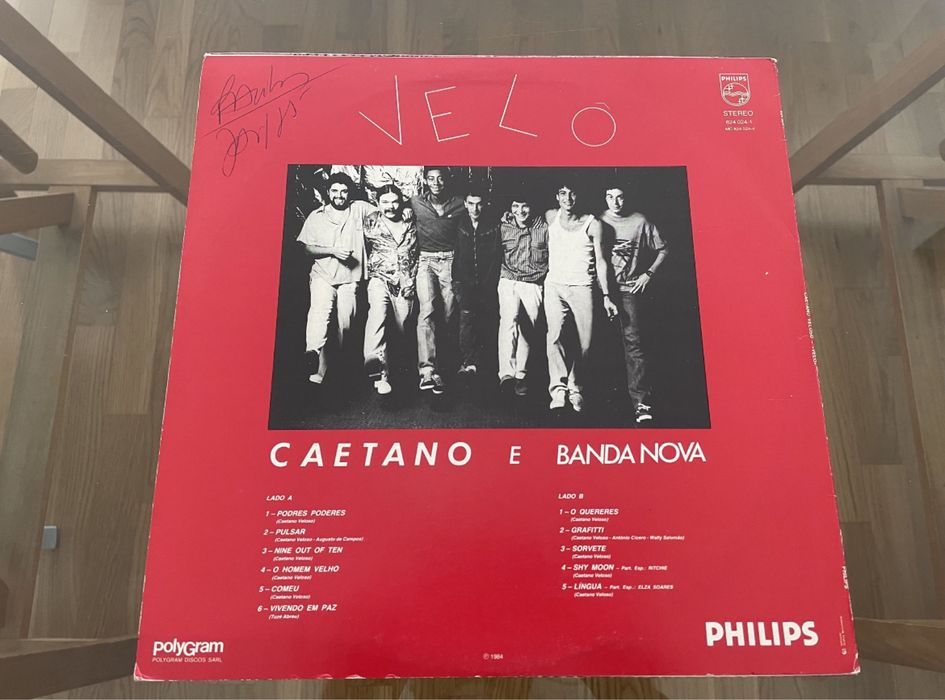 VELÔ
PHILIPS
STEREO
824 024-1
CAETANO E BANDA NOVA
LADO A
1 – PODRES PODERES
(Caetano Veloso)
2 – PULSAR
(Caetano Veloso - Augusto de Campos)
3 – NINE OUT OF TEN
(Caetano Veloso)
4 – O HOMEM VELHO
(Caetano Veloso)
5 – COMEU
(Caetano Veloso)
6 – VIVENDO EM PAZ
(Tuzé Abreu)
LADO B
1 – O QUERERES
(Caetano Veloso)
2 – GRAFITTI
(Caetano Veloso - Antônio Cícero - Wally Salomão)
3 – SORVETE
(Caetano Veloso)
4 – SHY MOON – Part. Esp.: RITCHIE
(Caetano Veloso)
5 – LÍNGUA – Part. Esp.: ELZA SOARES
(Caetano Veloso)
polyGram
POLYGRAM DISCOS SARL
℗ 1984
PHILIPS